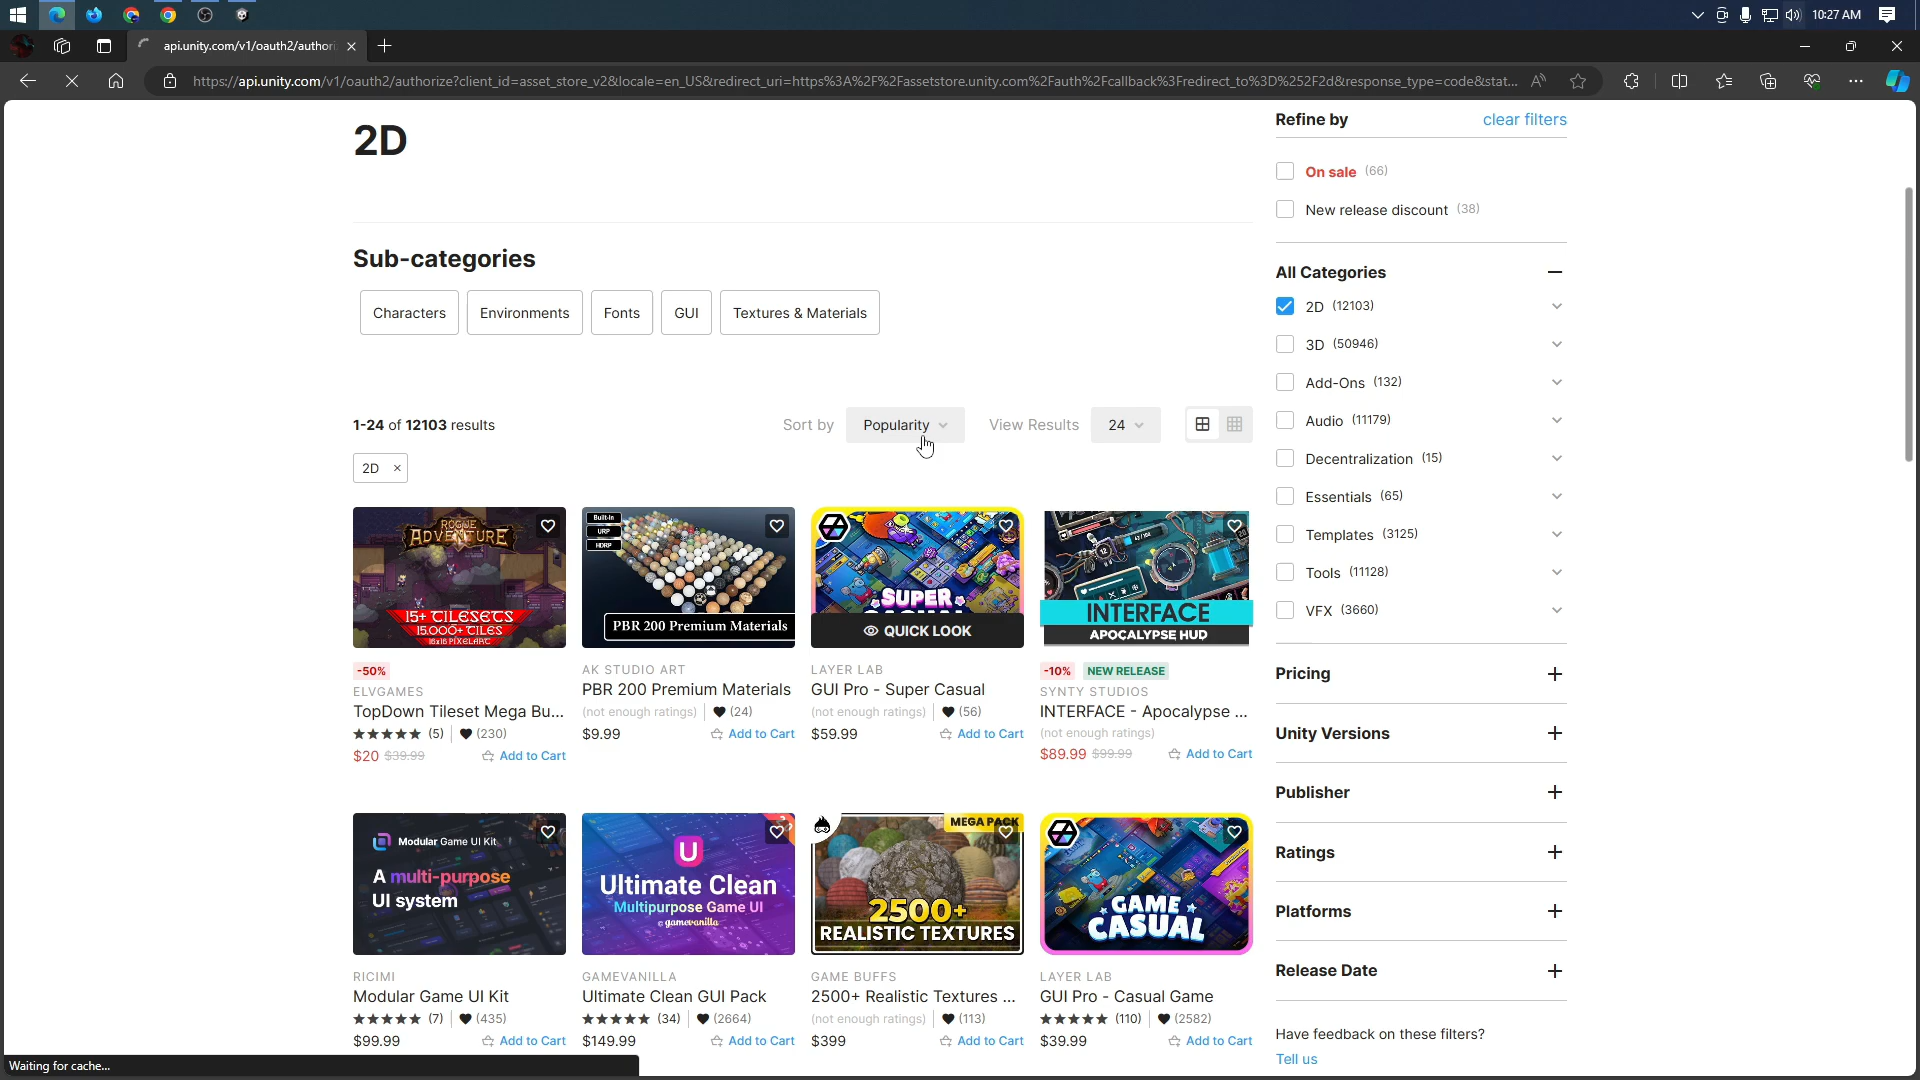 10:27 AM
api.unity.com/v1/oauth2/authori
https://api.unity.com/v1/oauth2/authorize?client_id=asset_store_v2&locale=en_US&redirect_uri=https%3A%2F%2Fassetstore.unity.com%2Fauth%2Fcallback%3Fredirect_to%3D%252F2d&response_type=code&stat...
2D
Sub-categories
Characters
Environments
Fonts
GUI
Textures & Materials
1-24 of 12103 results
Sort by
Popularity
View Results
24
2D ×
ROGUE
ADVENTURE
15+ TILESETS
15.000+ TILES
16x16 PIXELART
Built-In
URP
HDRP
PBR 200 Premium Materials
SUPER
QUICK LOOK
INTERFACE
APOCALYPSE HUD
-50%
ELVGAMES
TopDown Tileset Mega Bu...
(5) (230)
$20 $39.99 Add to Cart
AK STUDIO ART
PBR 200 Premium Materials
(not enough ratings) (24)
$9.99 Add to Cart
LAYER LAB
GUI Pro - Super Casual
(not enough ratings) (56)
$59.99 Add to Cart
-10% NEW RELEASE
SYNTY STUDIOS
INTERFACE - Apocalypse ...
(not enough ratings)
$89.99 $99.99 Add to Cart
Modular Game UI Kit
A multi-purpose
UI system
U
Ultimate Clean
Multipurpose Game UI
gamevanilla
MEGA PACK
2500+
REALISTIC TEXTURES
GAME
CASUAL
RICIMI
Modular Game UI Kit
(7) (435)
$99.99 Add to Cart
GAMEVANILLA
Ultimate Clean GUI Pack
(34) (2664)
$149.99 Add to Cart
GAME BUFFS
2500+ Realistic Textures ...
(not enough ratings) (113)
$399 Add to Cart
LAYER LAB
GUI Pro - Casual Game
(110) (2582)
$39.99 Add to Cart
Refine by
clear filters
On sale (66)
New release discount (38)
All Categories
2D (12103)
3D (50946)
Add-Ons (132)
Audio (11179)
Decentralization (15)
Essentials (65)
Templates (3125)
Tools (11128)
VFX (3660)
Pricing
Unity Versions
Publisher
Ratings
Platforms
Release Date
Have feedback on these filters?
Tell us
Waiting for cache...